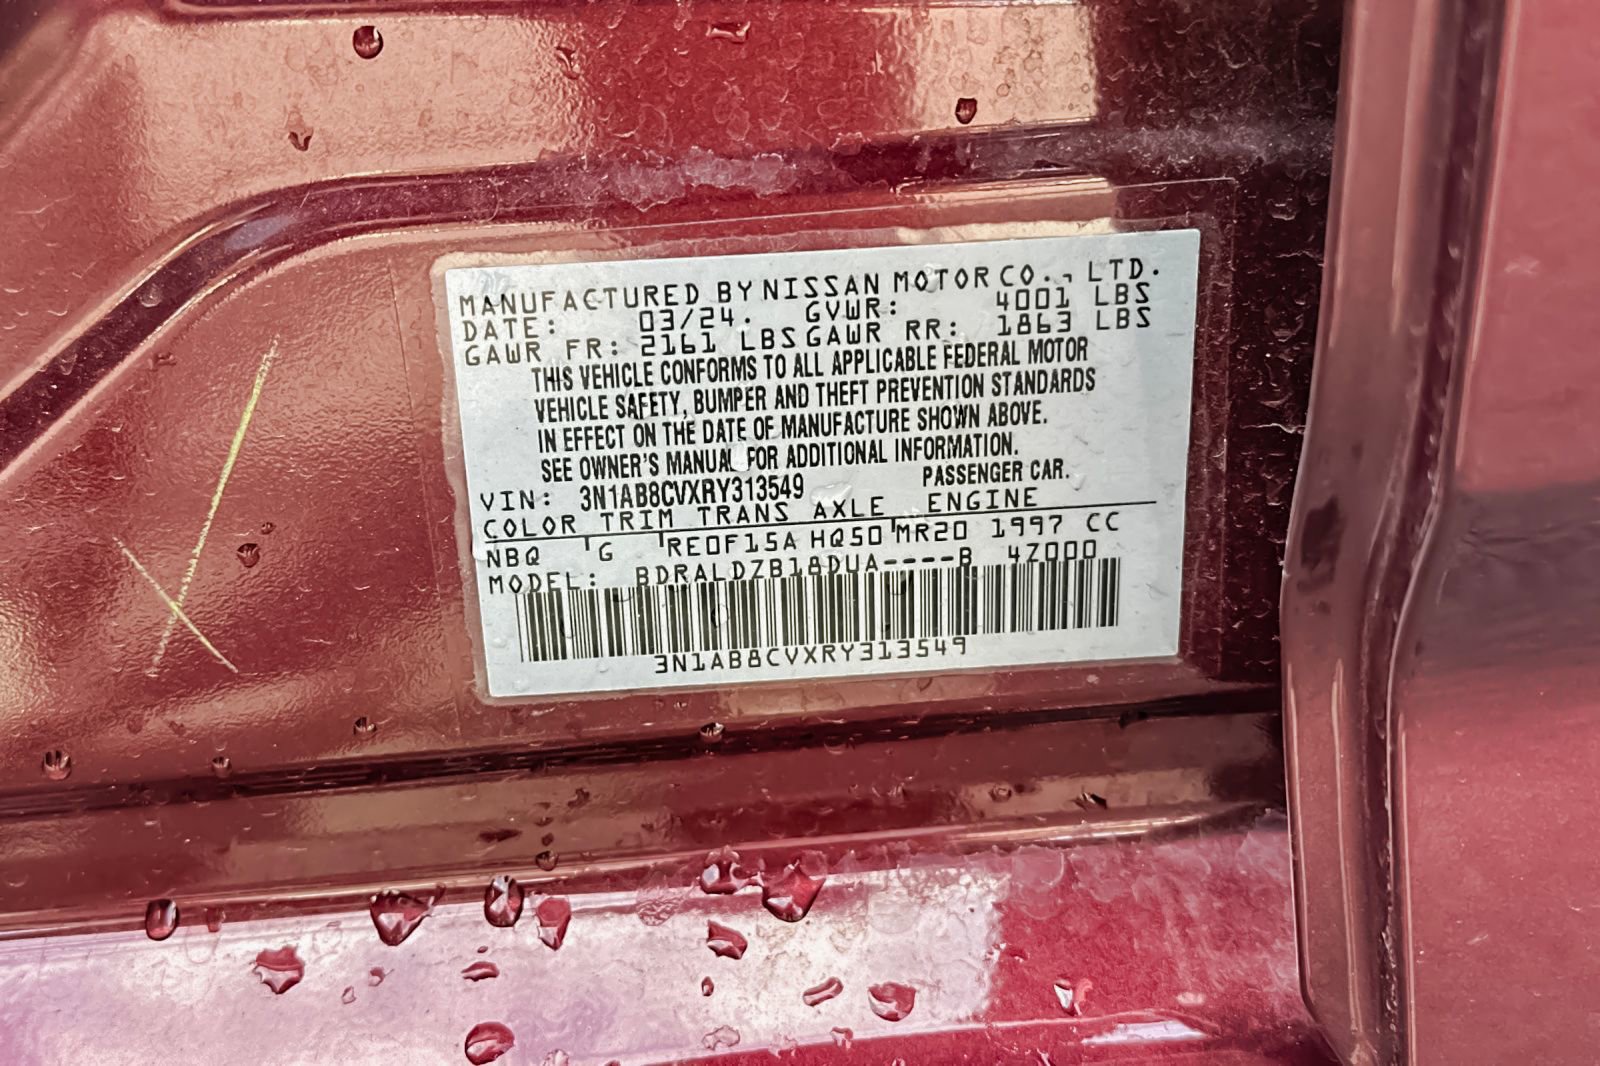 MANUFACTURED BY NISSAN MOTOR CO., LTD.
DATE: 03/24. GVWR: 4001 LBS
GAWR FR: 2161 LBS GAWR RR: 1863 LBS
THIS VEHICLE CONFORMS TO ALL APPLICABLE FEDERAL MOTOR
VEHICLE SAFETY, BUMPER AND THEFT PREVENTION STANDARDS
IN EFFECT ON THE DATE OF MANUFACTURE SHOWN ABOVE.
SEE OWNER'S MANUAL FOR ADDITIONAL INFORMATION.
VIN: 3N1AB8CVXRY313549 PASSENGER CAR.
COLOR TRIM TRANS AXLE ENGINE
NBQ G RE0F15A HQ50 MR20 1997 CC
MODEL: BDRALDZB18DUA----B 4Z000
3N1AB8CVXRY313549